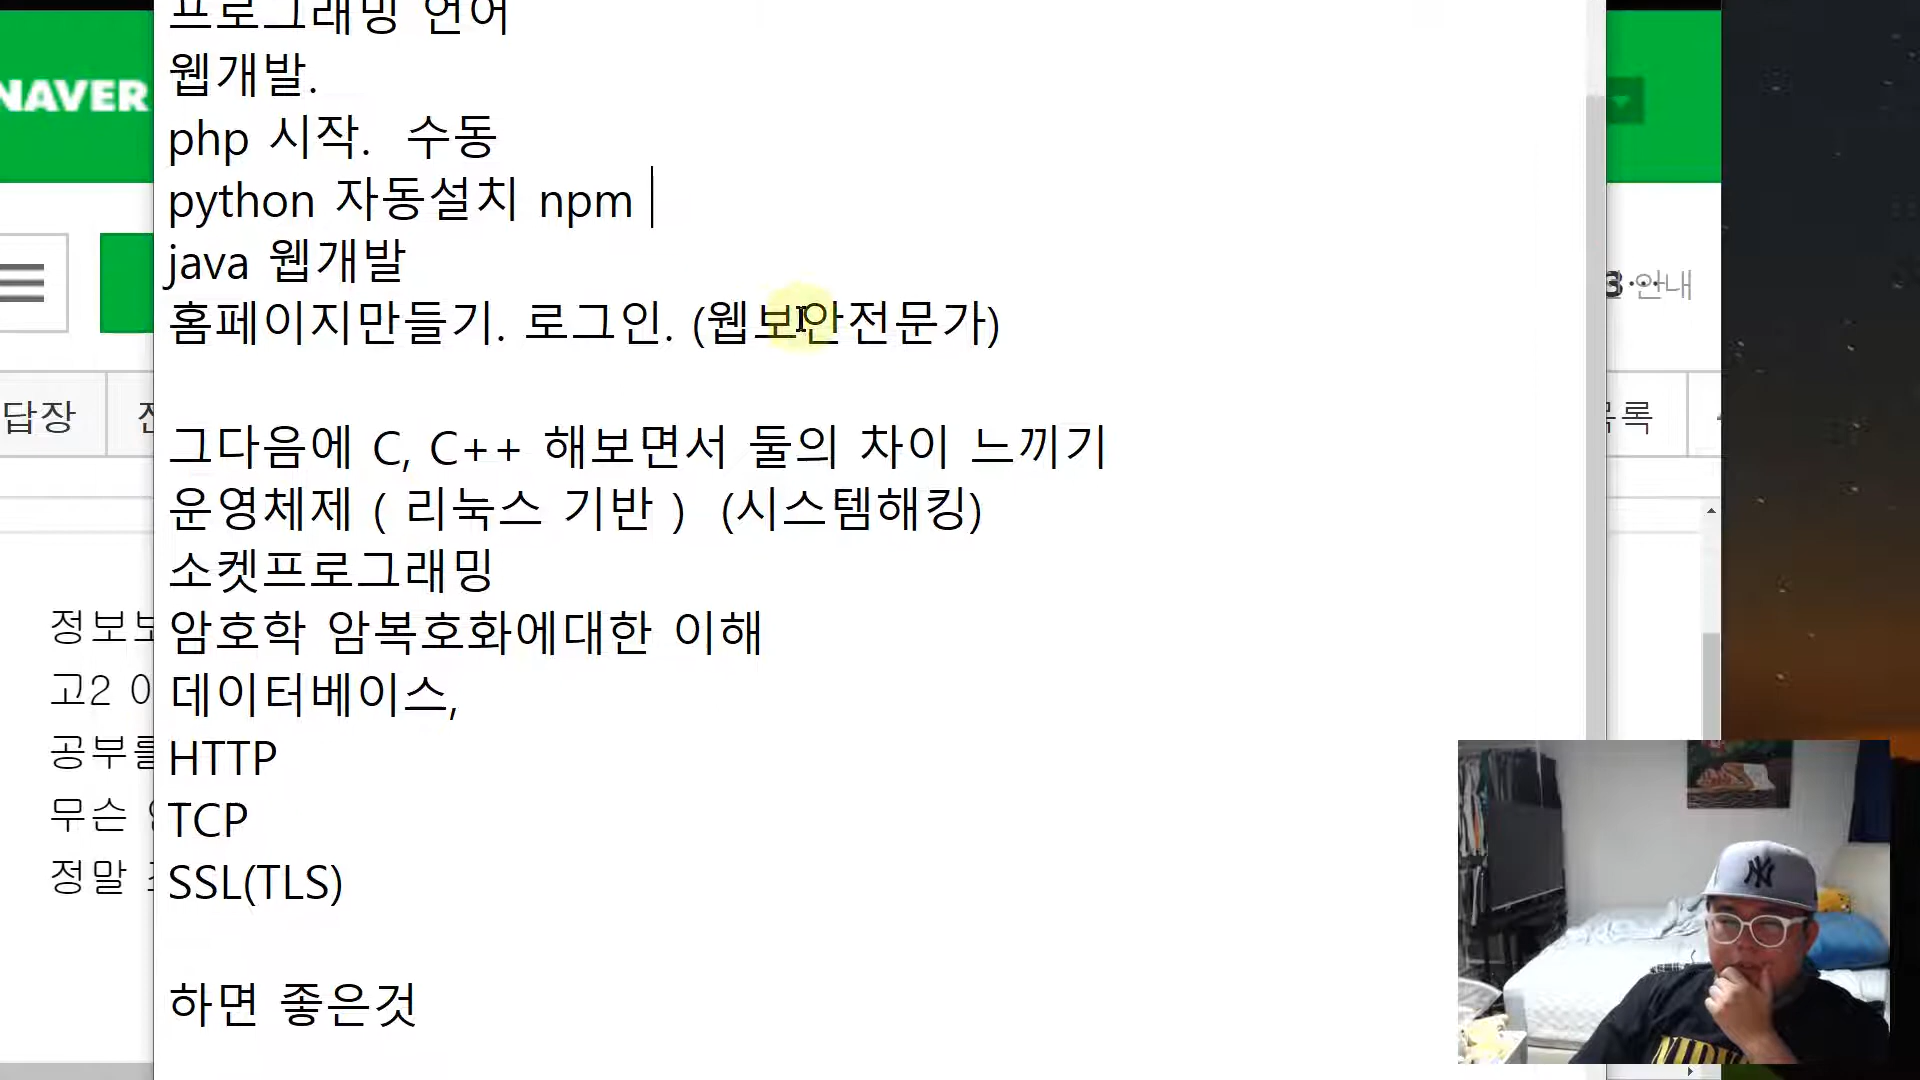 프로그래밍 언어
웹개발.
NAVER
php 시작. 수동
python 자동설치 npm
java 웹개발
안내
홈페이지만들기. 로그인. (웹보안전문가)
답장
목록
그다음에 C, C++ 해보면서 둘의 차이 느끼기
운영체제 ( 리눅스 기반 ) (시스템해킹)
소켓프로그래밍
정보보
암호학 암복호화에대한 이해
고2 이
데이터베이스,
공부를
HTTP
무슨
TCP
정말
SSL(TLS)
하면 좋은것
NY